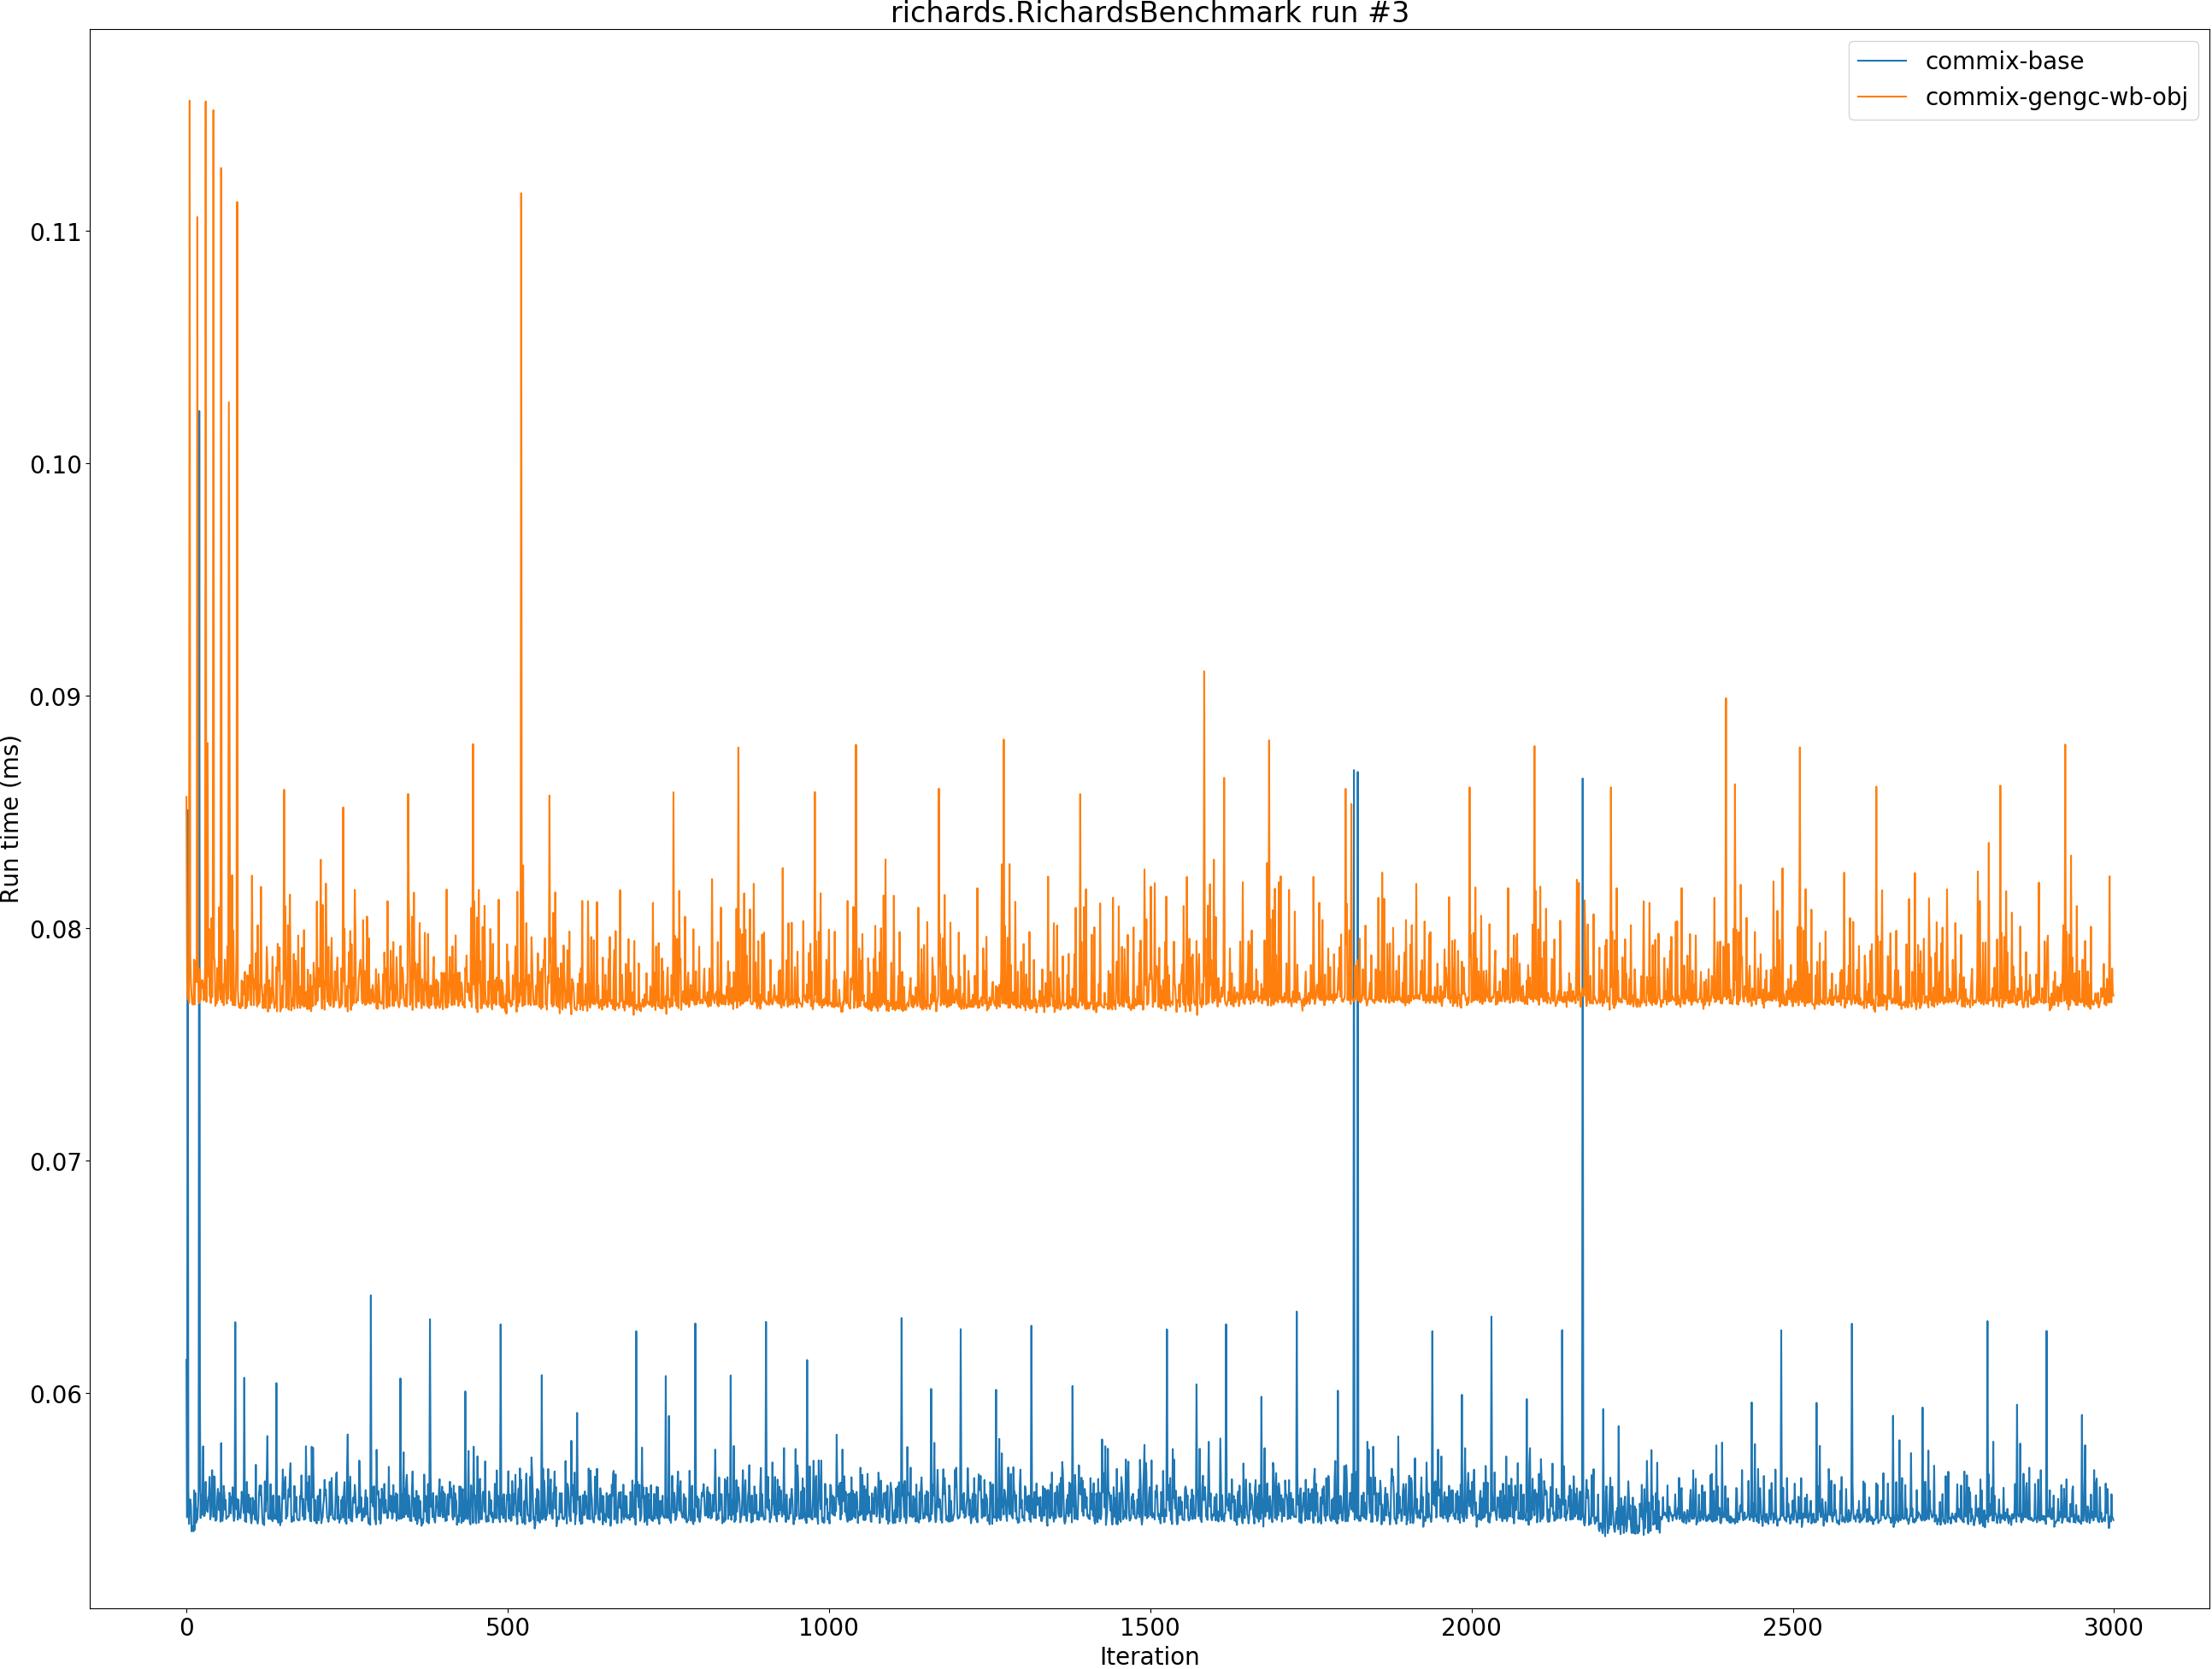 richards.RichardsBenchmark run #3
commix-base
commix-gengc-wb-obj
Run time (ms)
0.11
0.10
0.09
0.08
0.07
0.06
0 500 1000 1500 2000 2500 3000
Iteration